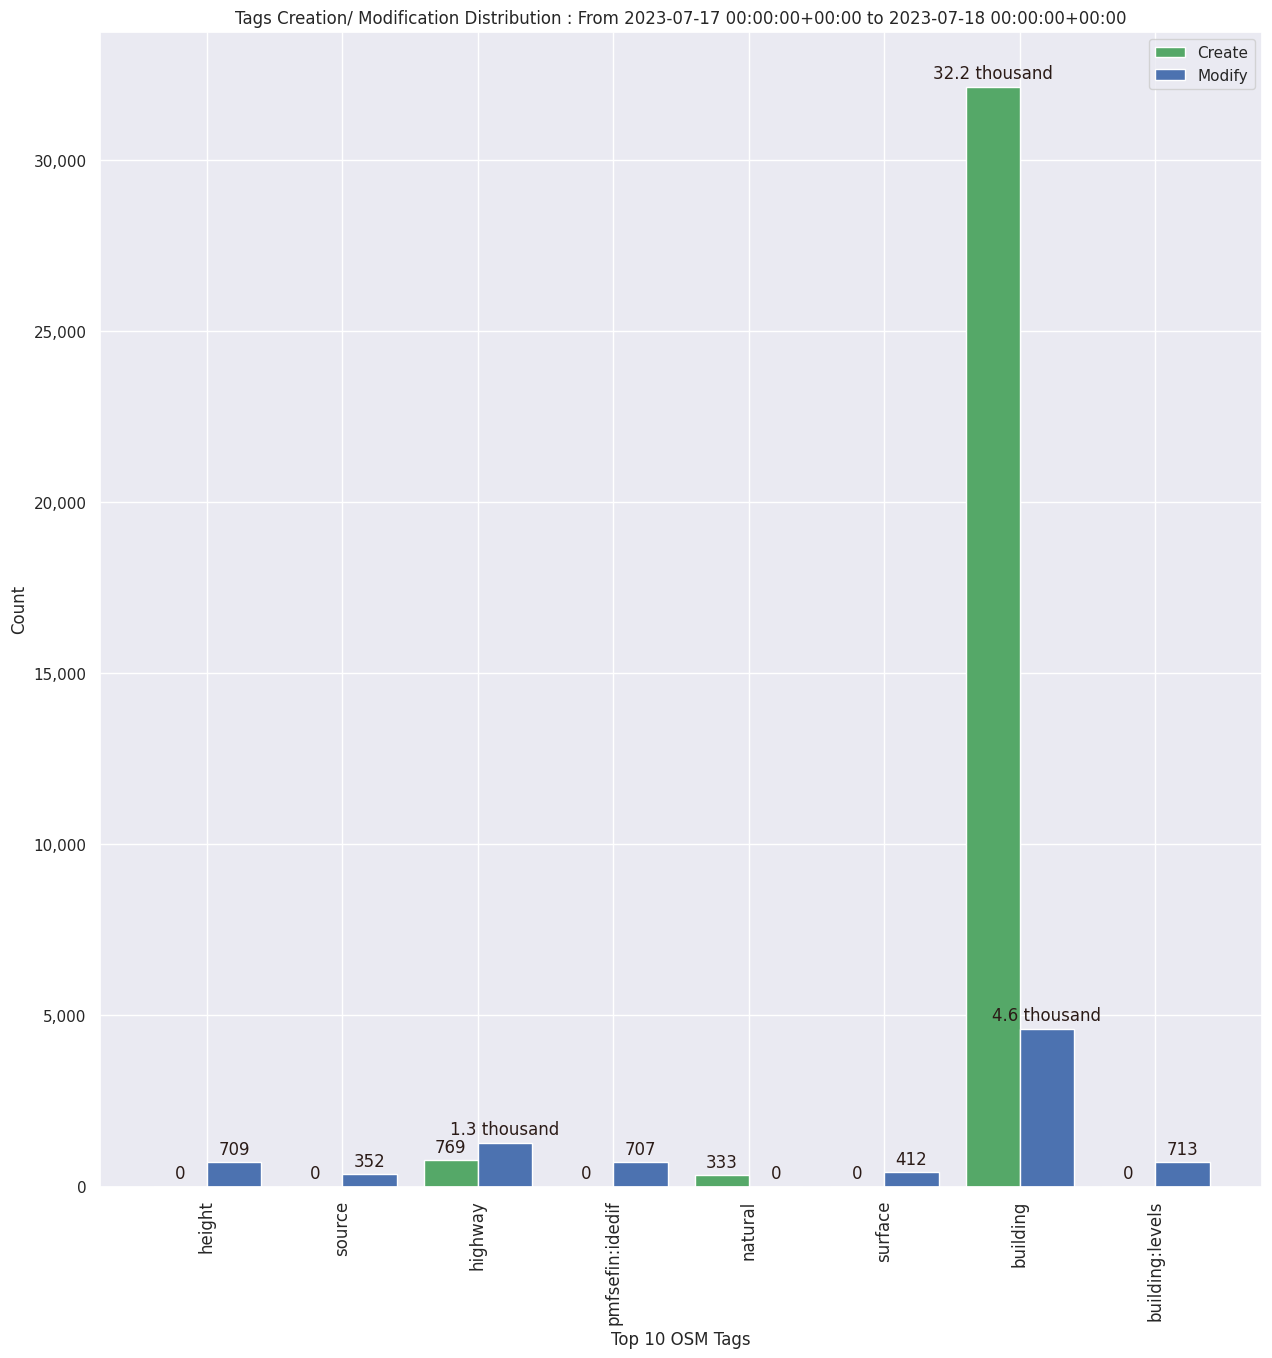 Tags Creation/ Modification Distribution : From 2023-07-17 00:00:00+00:00 to 2023-07-18 00:00:00+00:00
Create
Modify
32.2 thousand
30,000
25,000
20,000
15,000
10,000
5,000
0
Count
4.6 thousand
0
709
0
352
769
1.3 thousand
0
707
333
0
0
412
0
713
height
source
highway
pmfsefin:idedif
natural
surface
building
building:levels
Top 10 OSM Tags